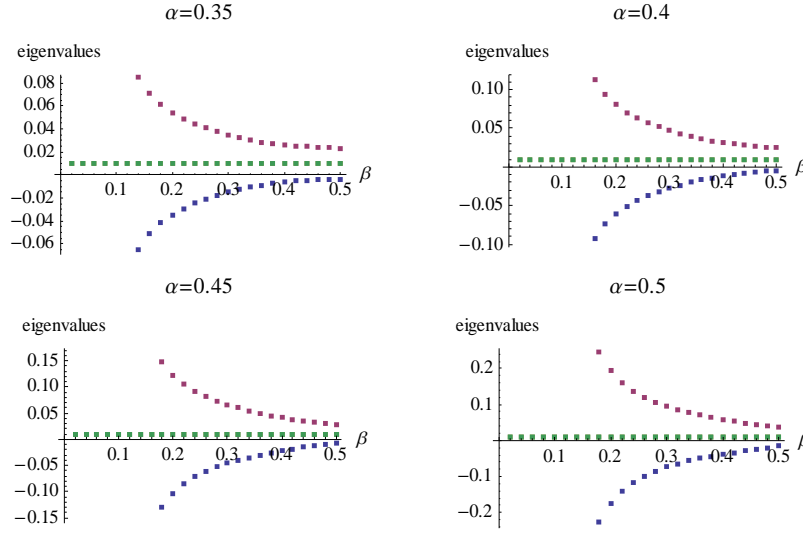 α=0.35
eigenvalues
0.08
0.06
0.04
0.02
−0.02
−0.04
−0.06
0.1 0.2 0.3 0.4 0.5 β
α=0.4
eigenvalues
0.10
0.05
−0.05
−0.10
0.1 0.2 0.3 0.4 0.5 β
α=0.45
eigenvalues
0.15
0.10
0.05
−0.05
−0.10
−0.15
0.1 0.2 0.3 0.4 0.5 β
α=0.5
eigenvalues
0.2
0.1
−0.1
−0.2
0.1 0.2 0.3 0.4 0.5 β